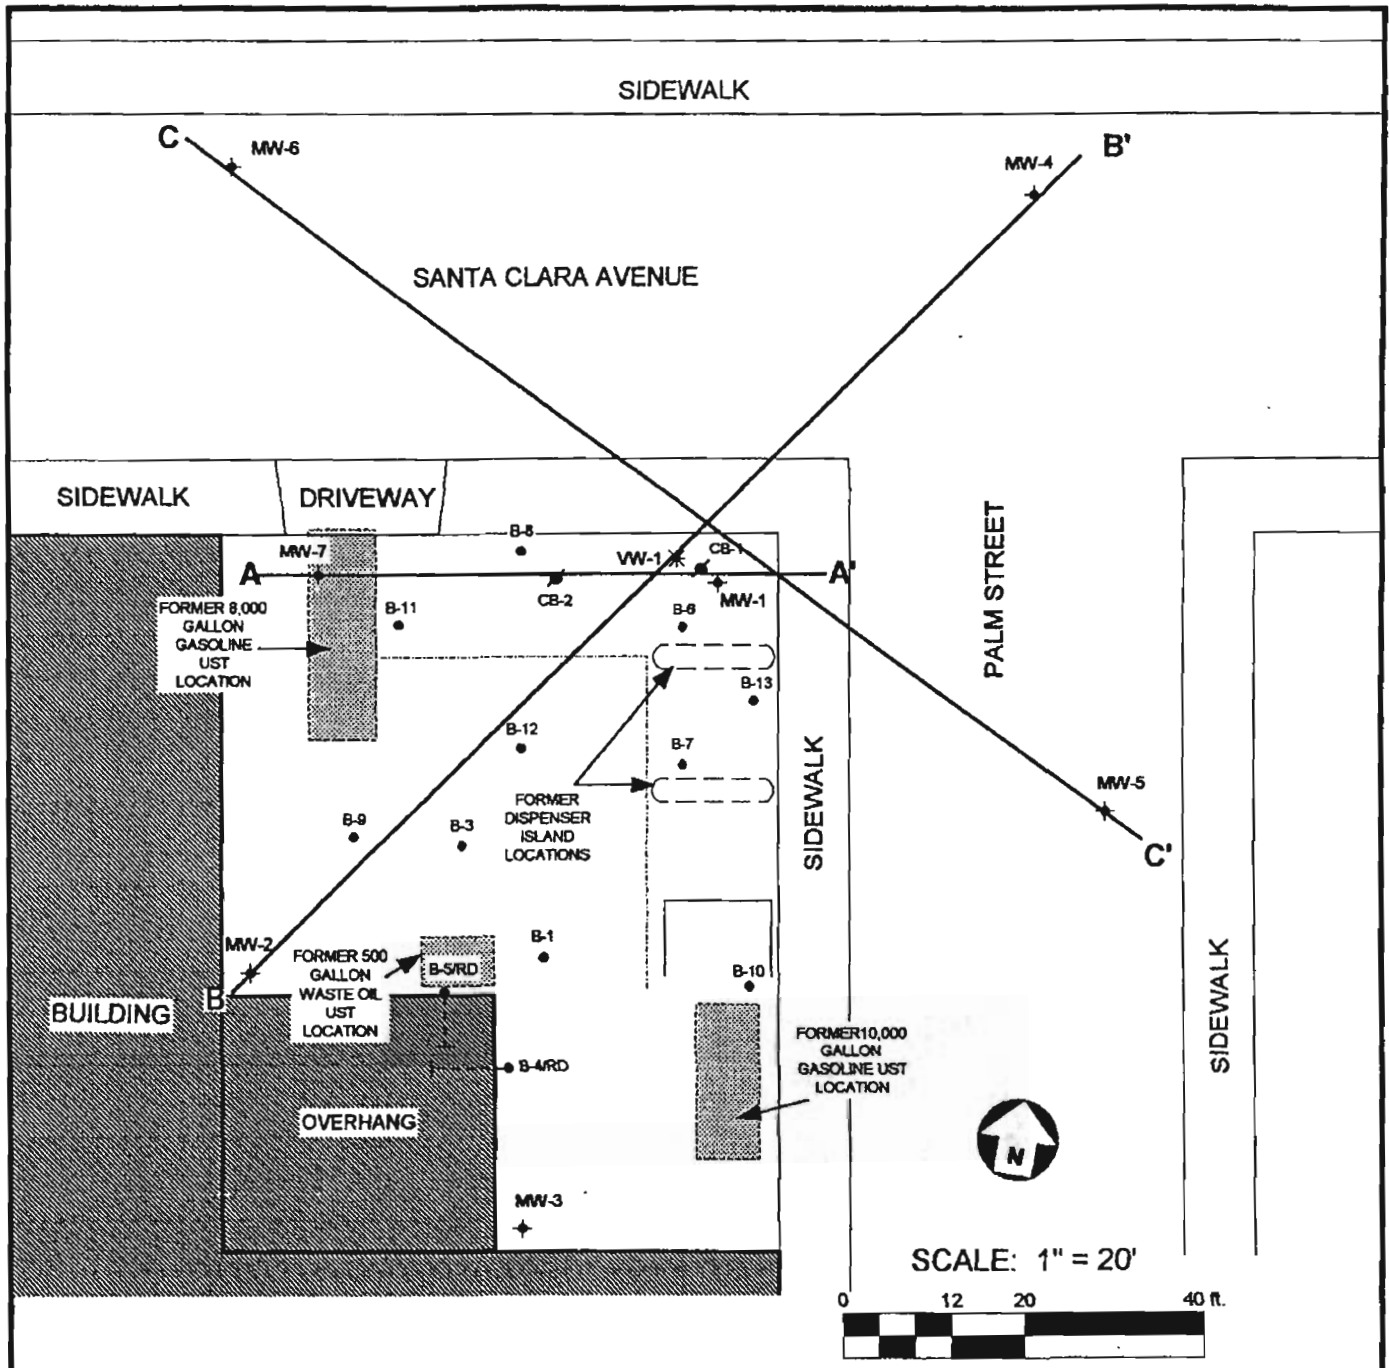 SIDEWALK
C
MW-6
MW-4
B'
SANTA CLARA AVENUE
SIDEWALK
DRIVEWAY
B-8
VW-1
CB-1
MW-7
A
A'
CB-2
MW-1
FORMER 8,000
GALLON
GASOLINE
UST
LOCATION
B-11
B-6
PALM STREET
B-13
B-12
B-7
SIDEWALK
MW-5
FORMER
DISPENSER
ISLAND
LOCATIONS
B-9
B-3
C'
MW-2
B-1
FORMER 500
GALLON
WASTE OIL
UST
LOCATION
B-5/RD
B-10
B
BUILDING
SIDEWALK
FORMER10,000
GALLON
GASOLINE UST
LOCATION
B-4/RD
OVERHANG
N
MW-3
SCALE: 1" = 20'
0 12 20 40 ft.